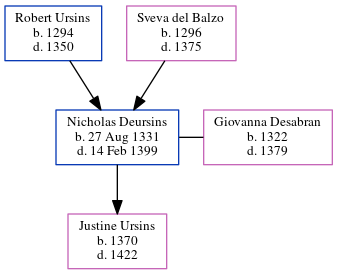 Robert Ursins
b. 1294
d. 1350
Sveva del Balzo
b. 1296
d. 1375
Nicholas Deursins
b. 27 Aug 1331
d. 14 Feb 1399
Giovanna Desabran
b. 1322
d. 1379
Justine Ursins
b. 1370
d. 1422